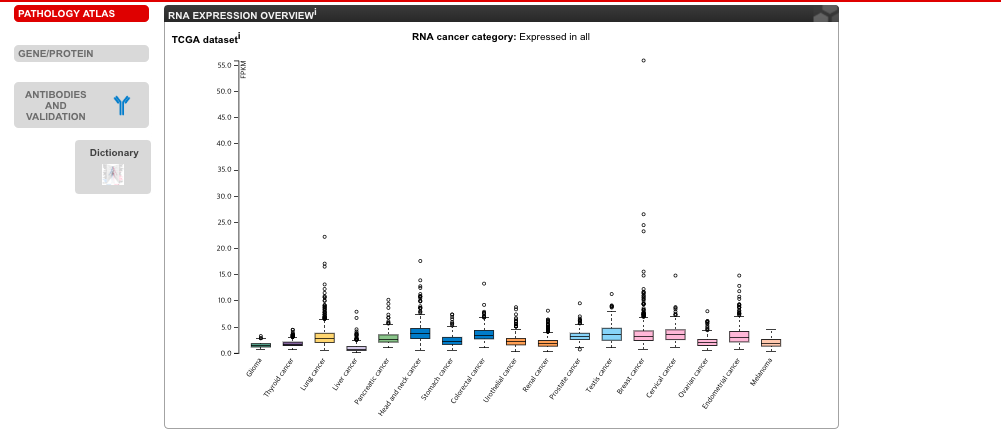 PATHOLOGY ATLAS
GENE/PROTEIN
ANTIBODIES
AND
VALIDATION
Dictionary
RNA EXPRESSION OVERVIEWi
TCGA dataseti
RNA cancer category: Expressed in all
FPKM
55.0
50.0
45.0
40.0
35.0
30.0
25.0
20.0
15.0
10.0
5.0
0.0
Glioma
Thyroid cancer
Lung cancer
Liver cancer
Pancreatic cancer
Head and neck cancer
Stomach cancer
Colorectal cancer
Urothelial cancer
Renal cancer
Prostate cancer
Testis cancer
Breast cancer
Cervical cancer
Ovarian cancer
Endometrial cancer
Melanoma